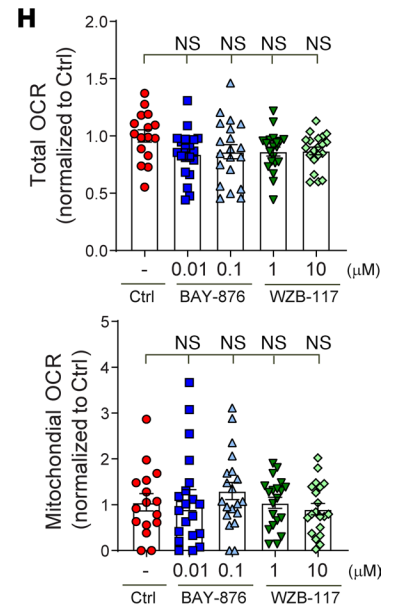 H
NS NS NS NS
Total OCR
(normalized to Ctrl)
2.0
1.5
1.0
0.5
0.0
- 0.01 0.1 1 10 (μM)
Ctrl BAY-876 WZB-117
NS NS NS NS
Mitochondial OCR
(normalized to Ctrl)
5
4
3
2
1
0
- 0.01 0.1 1 10 (μM)
Ctrl BAY-876 WZB-117